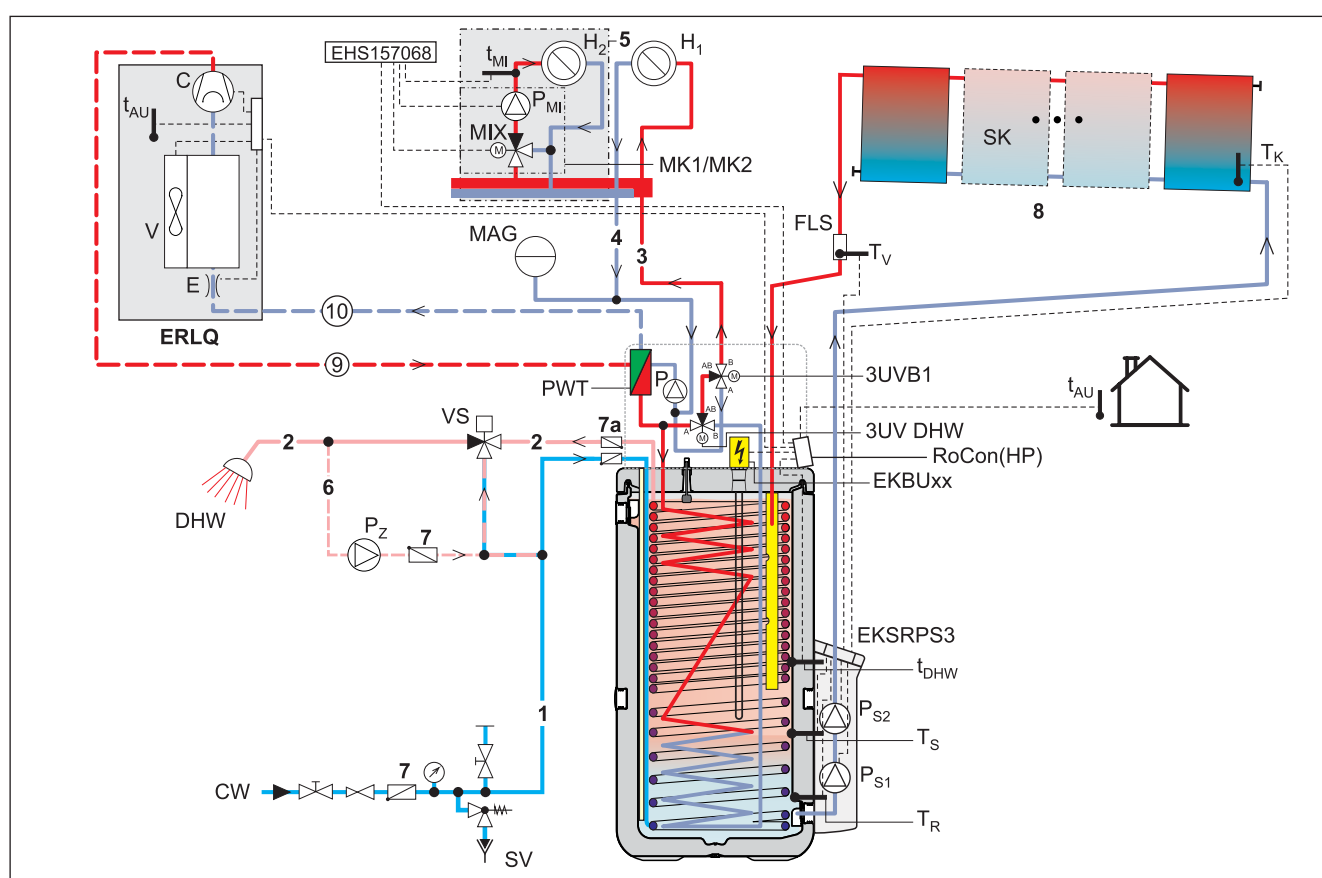 EHS157068
t_MI
H_2
5
H_1
C
t_AU
P_MI
MIX
M
MK1/MK2
SK
T_K
8
V
MAG
4
3
FLS
T_V
E
10
ERLQ
9
PWT
P
AB
B
M
A
3UVB1
t_AU
AB
A
B
M
3UV DHW
VS
7a
2
2
RoCon(HP)
EKBUxx
6
DHW
P_Z
7
EKSRPS3
t_DHW
1
P_S2
T_S
P_S1
CW
7
T_R
SV